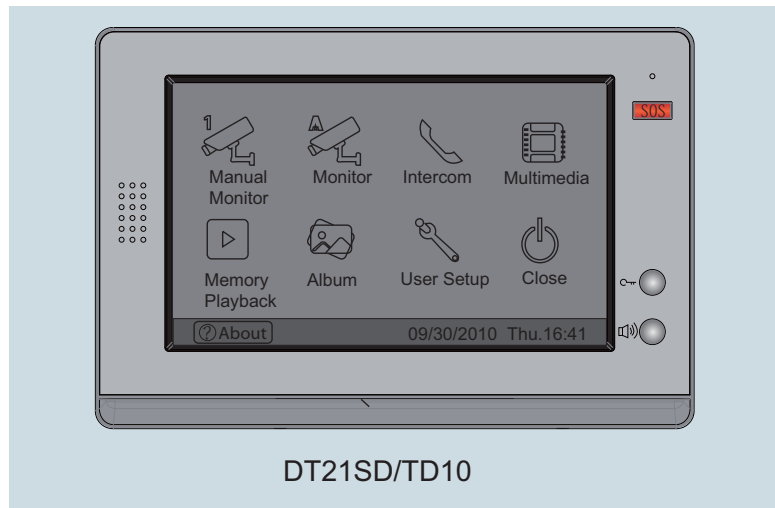 SOS
1
A
Manual
Monitor
Monitor
Intercom
Multimedia
Memory
Playback
Album
User Setup
Close
?About
09/30/2010 Thu.16:41
DT21SD/TD10